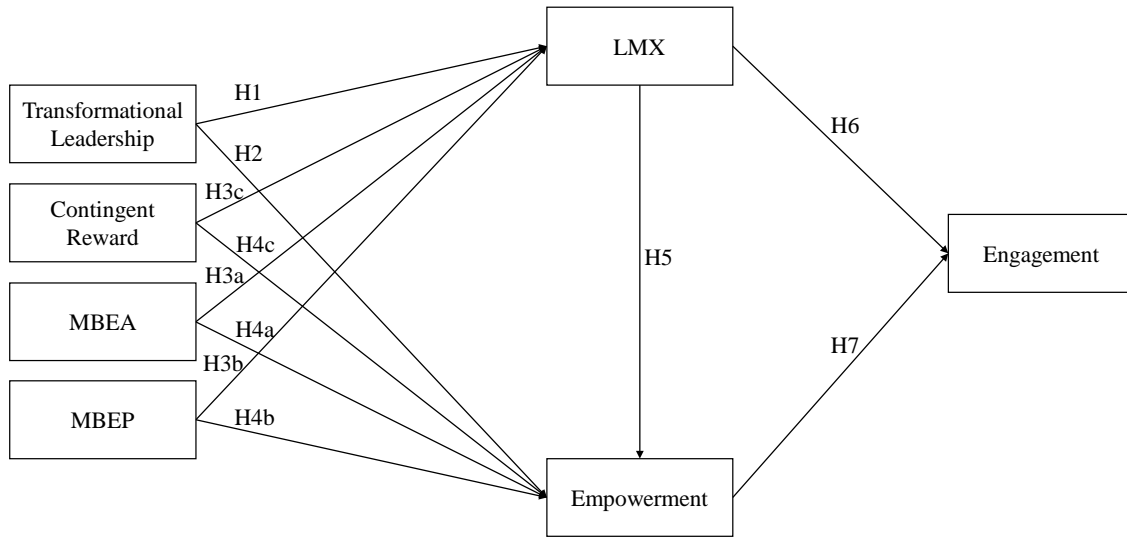 LMX
H1
Transformational
Leadership
H6
H2
H3c
Contingent
Reward
H4c
H5
Engagement
H3a
MBEA
H4a
H7
H3b
MBEP
H4b
Empowerment